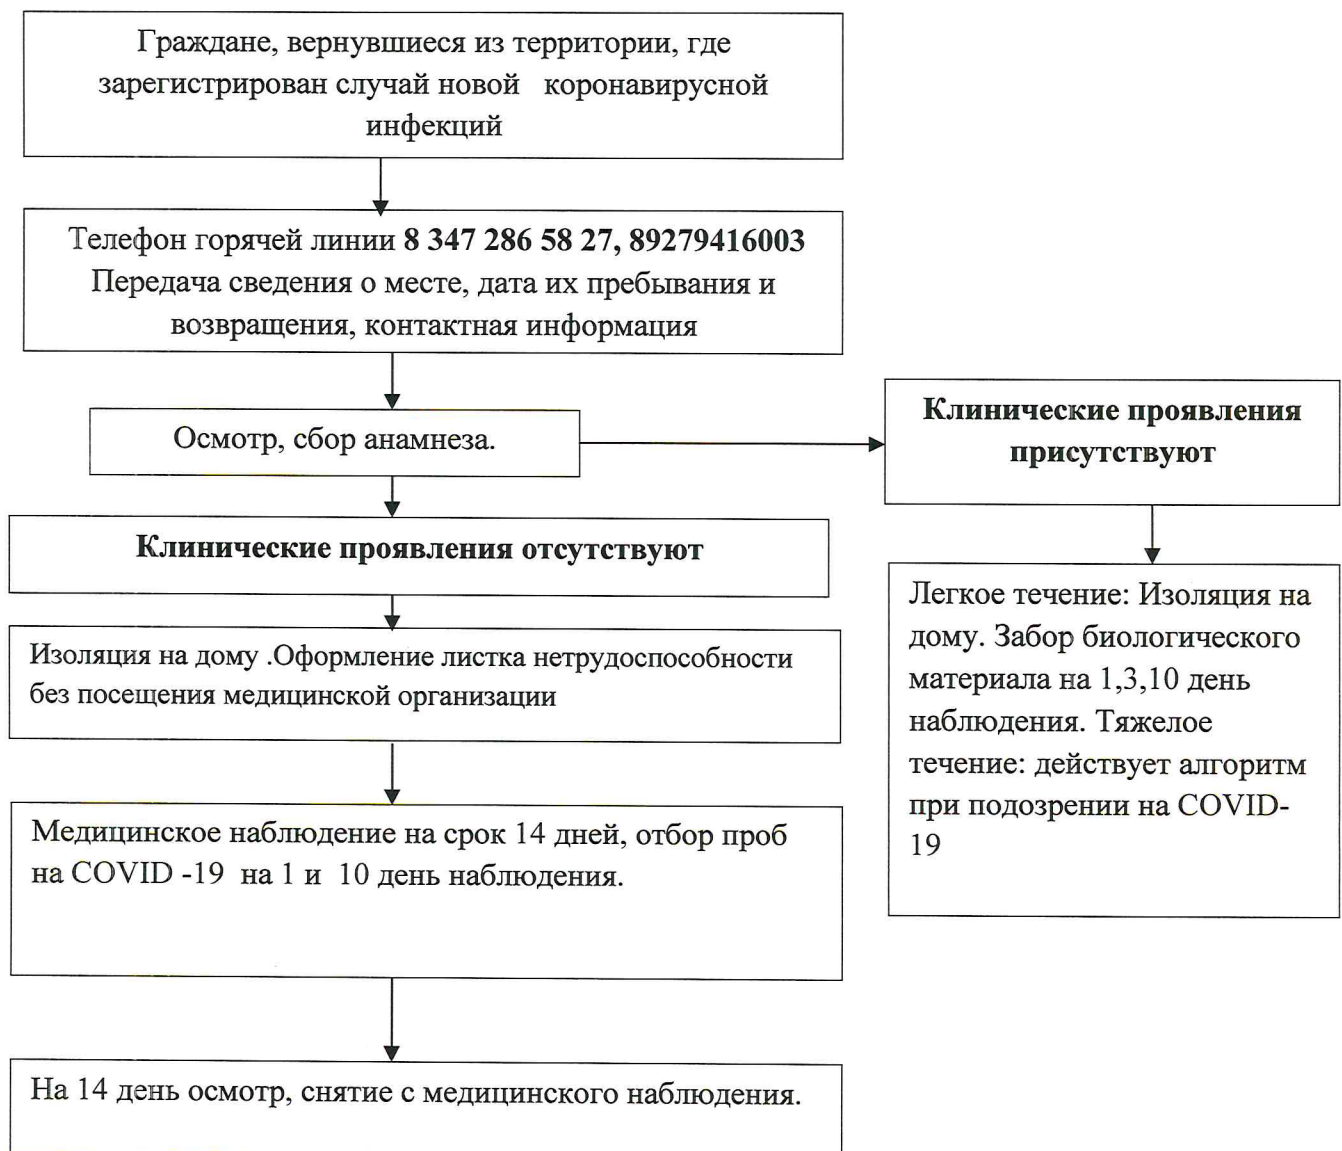 Граждане, вернувшиеся из территории, где
зарегистрирован случай новой коронавирусной
инфекций
Телефон горячей линии 8 347 286 58 27, 89279416003
Передача сведения о месте, дата их пребывания и
возвращения, контактная информация
Осмотр, сбор анамнеза.
Клинические проявления
присутствуют
Клинические проявления отсутствуют
Легкое течение: Изоляция на
дому. Забор биологического
материала на 1,3,10 день
наблюдения. Тяжелое
течение: действует алгоритм
при подозрении на COVID-
19
Изоляция на дому .Оформление листка нетрудоспособности
без посещения медицинской организации
Медицинское наблюдение на срок 14 дней, отбор проб
на COVID -19 на 1 и 10 день наблюдения.
На 14 день осмотр, снятие с медицинского наблюдения.